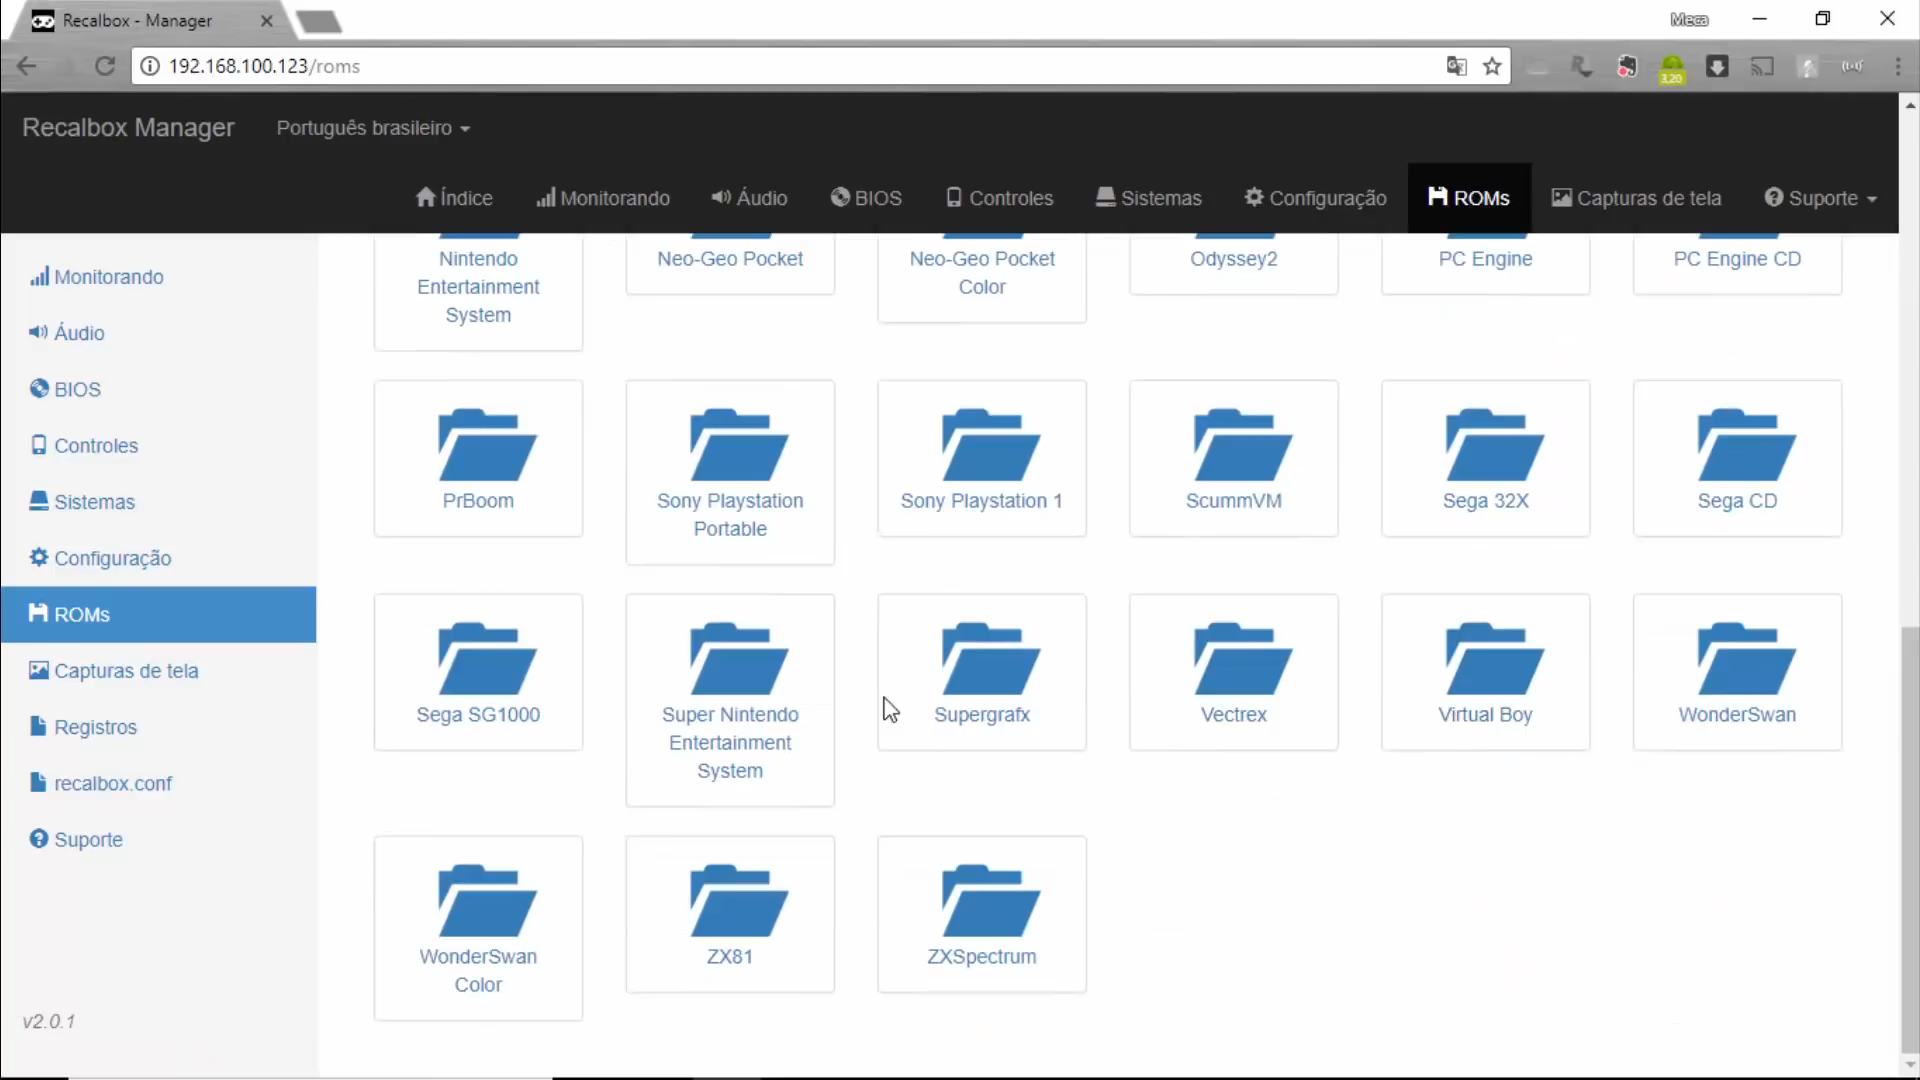 Recalbox - Manager
Meca
192.168.100.123/roms
3,20
Recalbox Manager
Português brasileiro
Índice
Monitorando
Áudio
BIOS
Controles
Sistemas
Configuração
ROMs
Capturas de tela
Suporte
Monitorando
Áudio
BIOS
Controles
Sistemas
Configuração
ROMs
Capturas de tela
Registros
recalbox.conf
Suporte
v2.0.1
Nintendo
Entertainment
System
Neo-Geo Pocket
Neo-Geo Pocket
Color
Odyssey2
PC Engine
PC Engine CD
PrBoom
Sony Playstation
Portable
Sony Playstation 1
ScummVM
Sega 32X
Sega CD
Sega SG1000
Super Nintendo
Entertainment
System
Supergrafx
Vectrex
Virtual Boy
WonderSwan
WonderSwan
Color
ZX81
ZXSpectrum